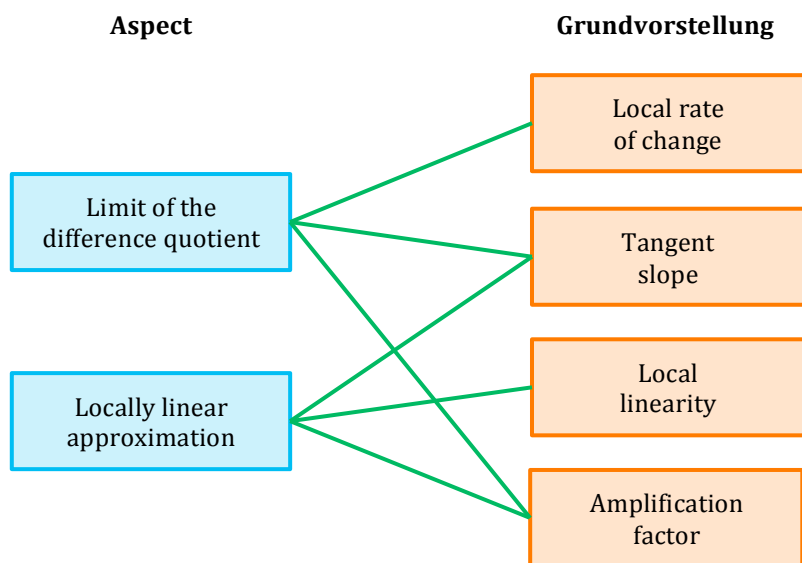 Aspect
Grundvorstellung
Limit of the
difference quotient
Locally linear
approximation
Local rate
of change
Tangent
slope
Local
linearity
Amplification
factor